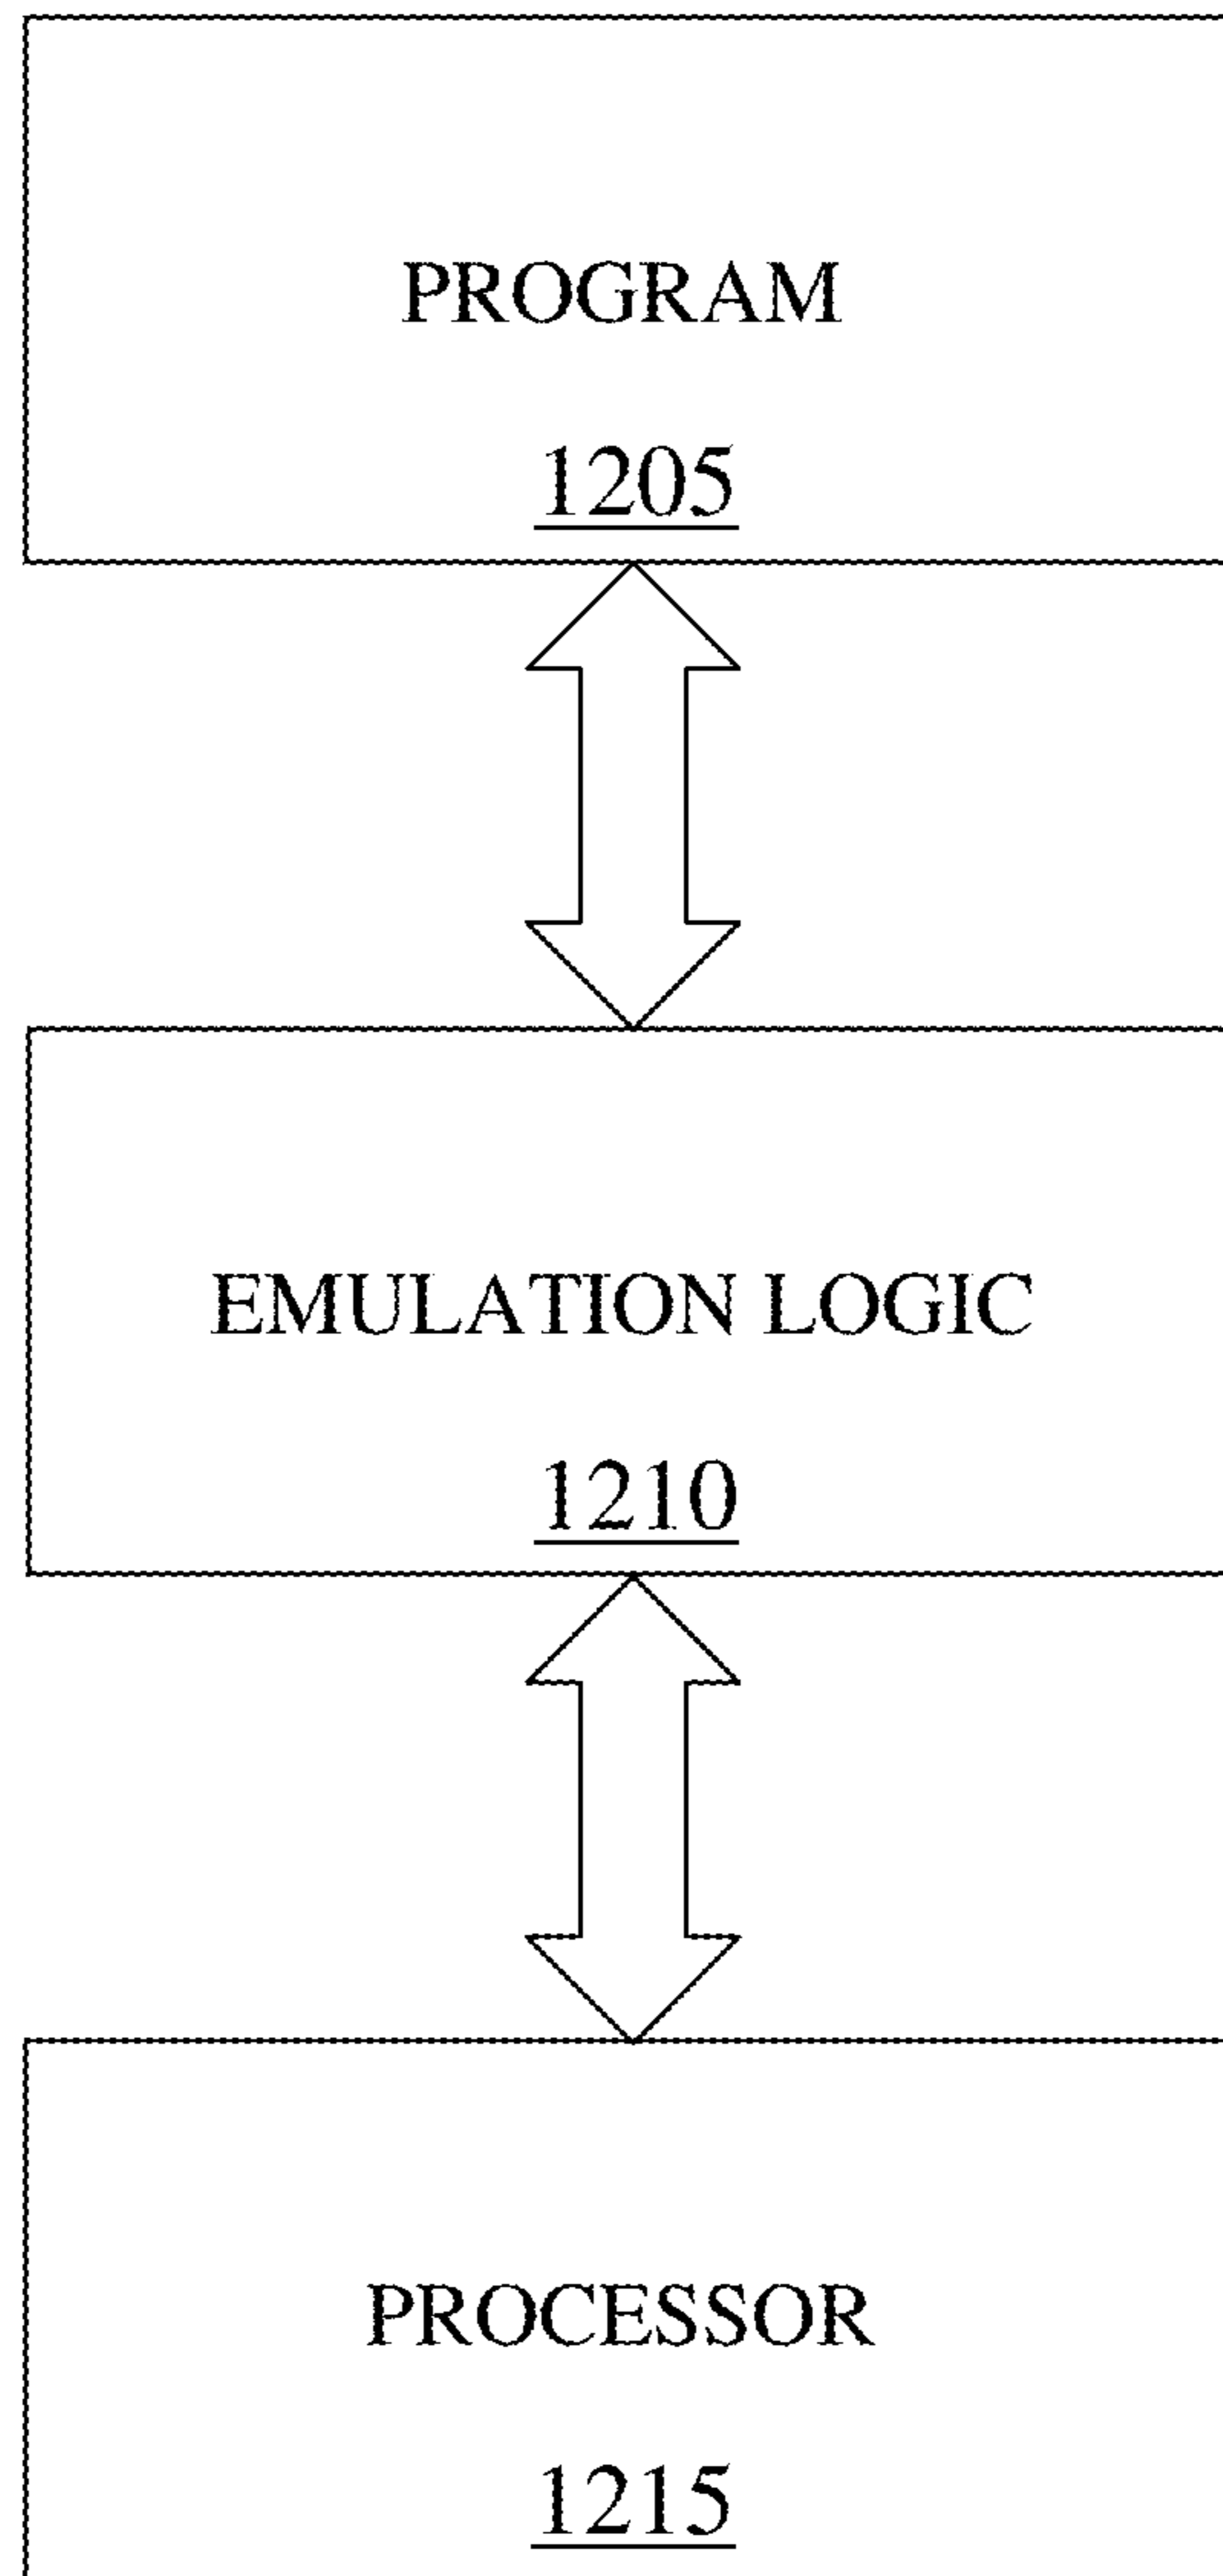 PROGRAM
1205
EMULATION LOGIC
1210
PROCESSOR
1215